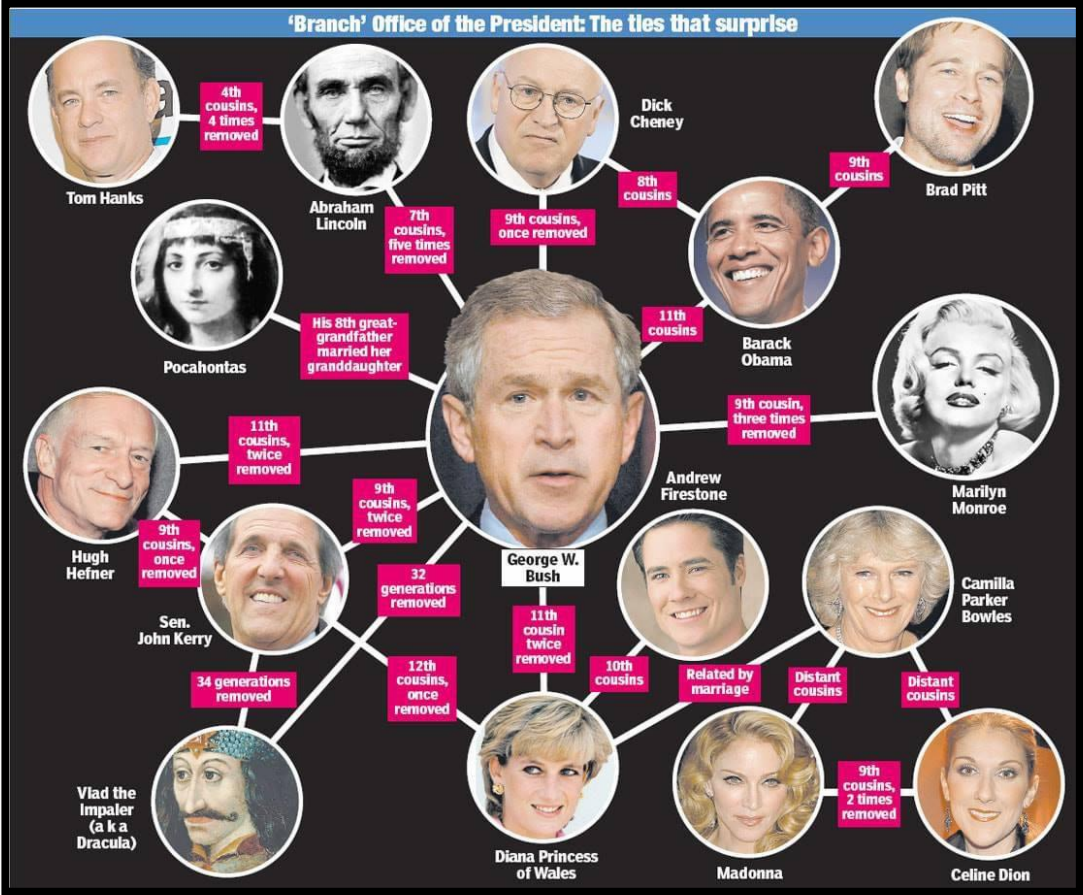 ‘Branch’ Office of the President: The ties that surprise
Tom Hanks
4th
cousins,
4 times
removed
Abraham
Lincoln
7th
cousins,
five times
removed
Dick
Cheney
9th cousins,
once removed
8th
cousins
Barack
Obama
9th
cousins
Brad Pitt
11th
cousins
Pocahontas
His 8th great-
grandfather
married her
granddaughter
9th cousin,
three times
removed
Marilyn
Monroe
Hugh
Hefner
11th
cousins,
twice
removed
9th
cousins,
once
removed
Sen.
John Kerry
9th
cousins,
twice
removed
George W.
Bush
32
generations
removed
34 generations
removed
Vlad the
Impaler
(a k a
Dracula)
12th
cousins,
once
removed
11th
cousin
twice
removed
Andrew
Firestone
10th
cousins
Related by
marriage
Camilla
Parker
Bowles
Distant
cousins
Distant
cousins
Diana Princess
of Wales
Madonna
9th
cousins,
2 times
removed
Celine Dion